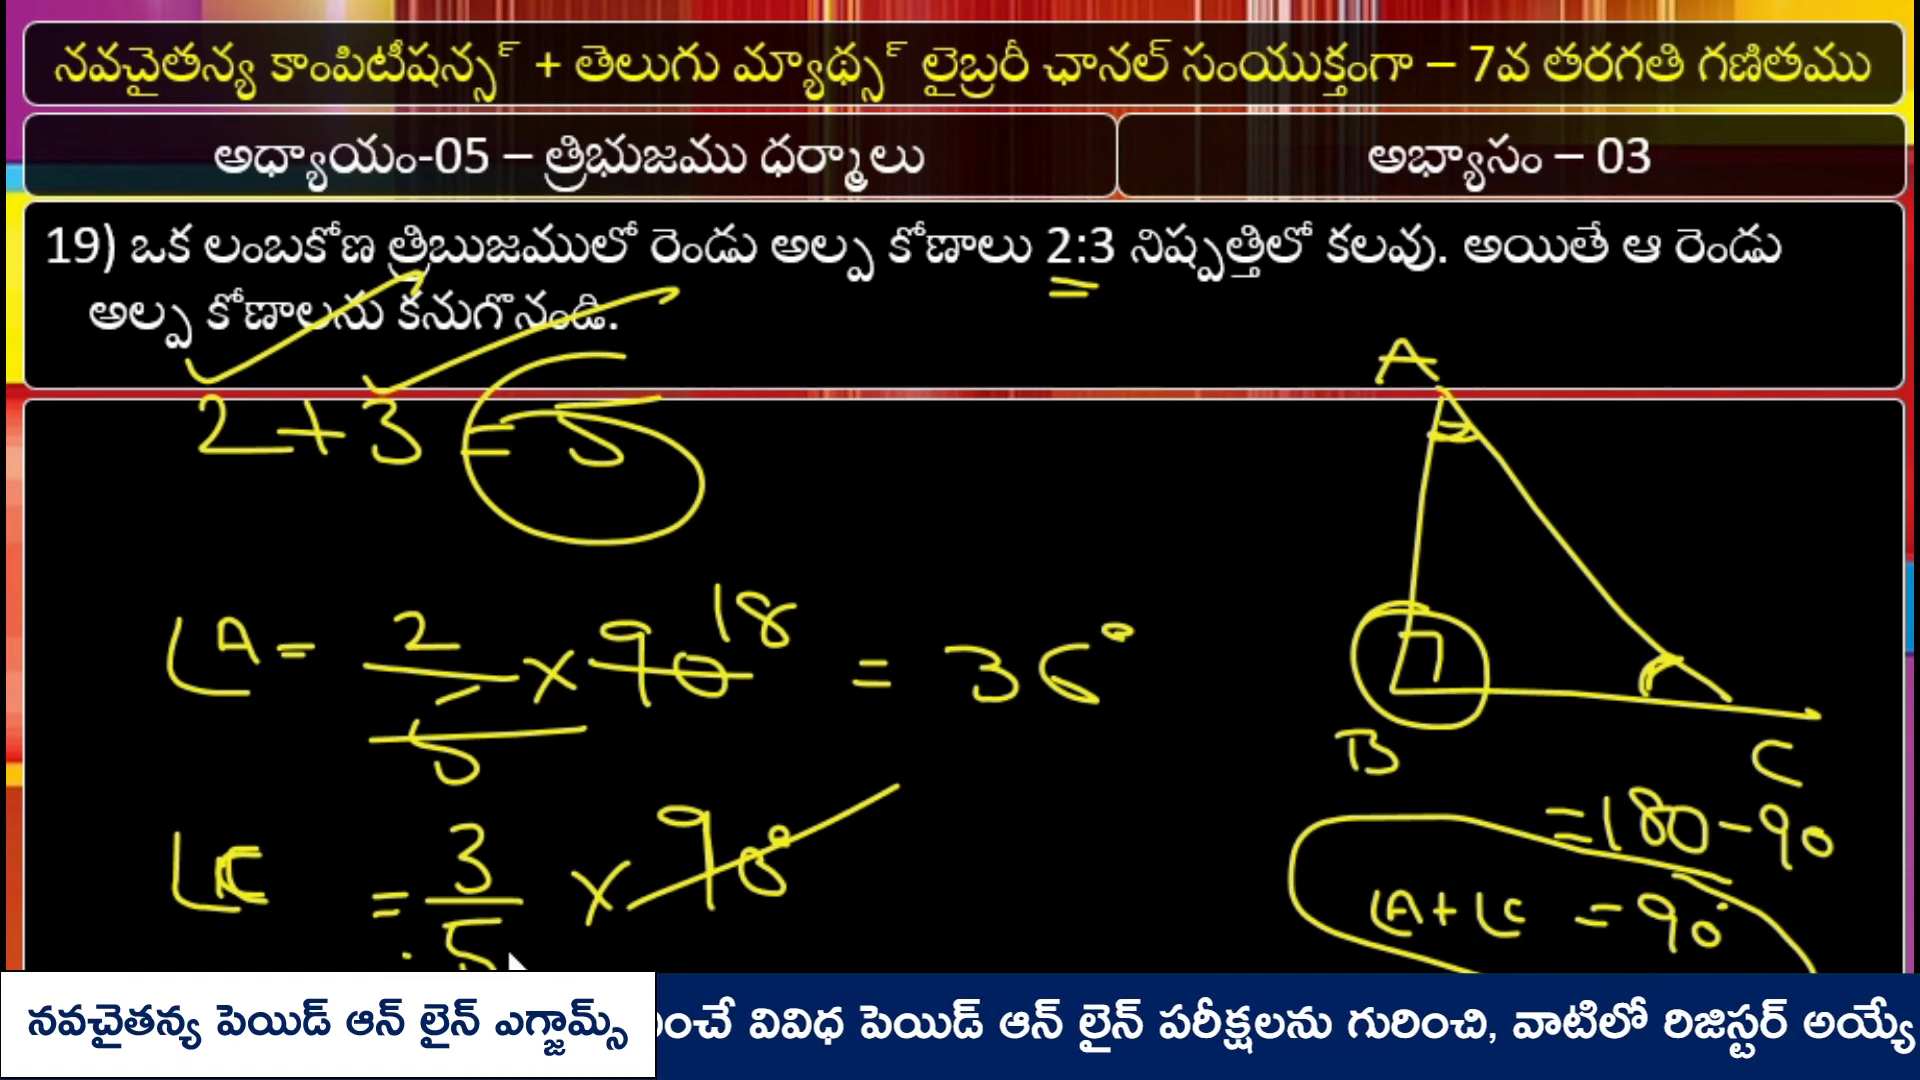 నవచైతన్య కాంపిటీషన్స్ + తెలుగు మ్యాథ్స్ లైబ్రరీ ఛానల్ సంయుక్తంగా – 7వ తరగతి గణితము
అధ్యాయం-05 – త్రిభుజము ధర్మాలు
అభ్యాసం – 03
19) ఒక లంబకోణ త్రిబుజములో రెండు అల్ప కోణాలు 2:3 నిష్పత్తిలో కలవు. అయితే ఆ రెండు
అల్ప కోణాలను కనుగొనండి.
2+3 = 5
∠A = 2/5 × 90 18 = 36°
∠C = 3/5 × 90
A
B
C
=180-90
∠A+∠C = 90°
నవచైతన్య పెయిడ్ ఆన్ లైన్ ఎగ్జామ్స్
ించే వివిధ పెయిడ్ ఆన్ లైన్ పరీక్షలను గురించి, వాటిలో రిజిస్టర్ అయ్యే